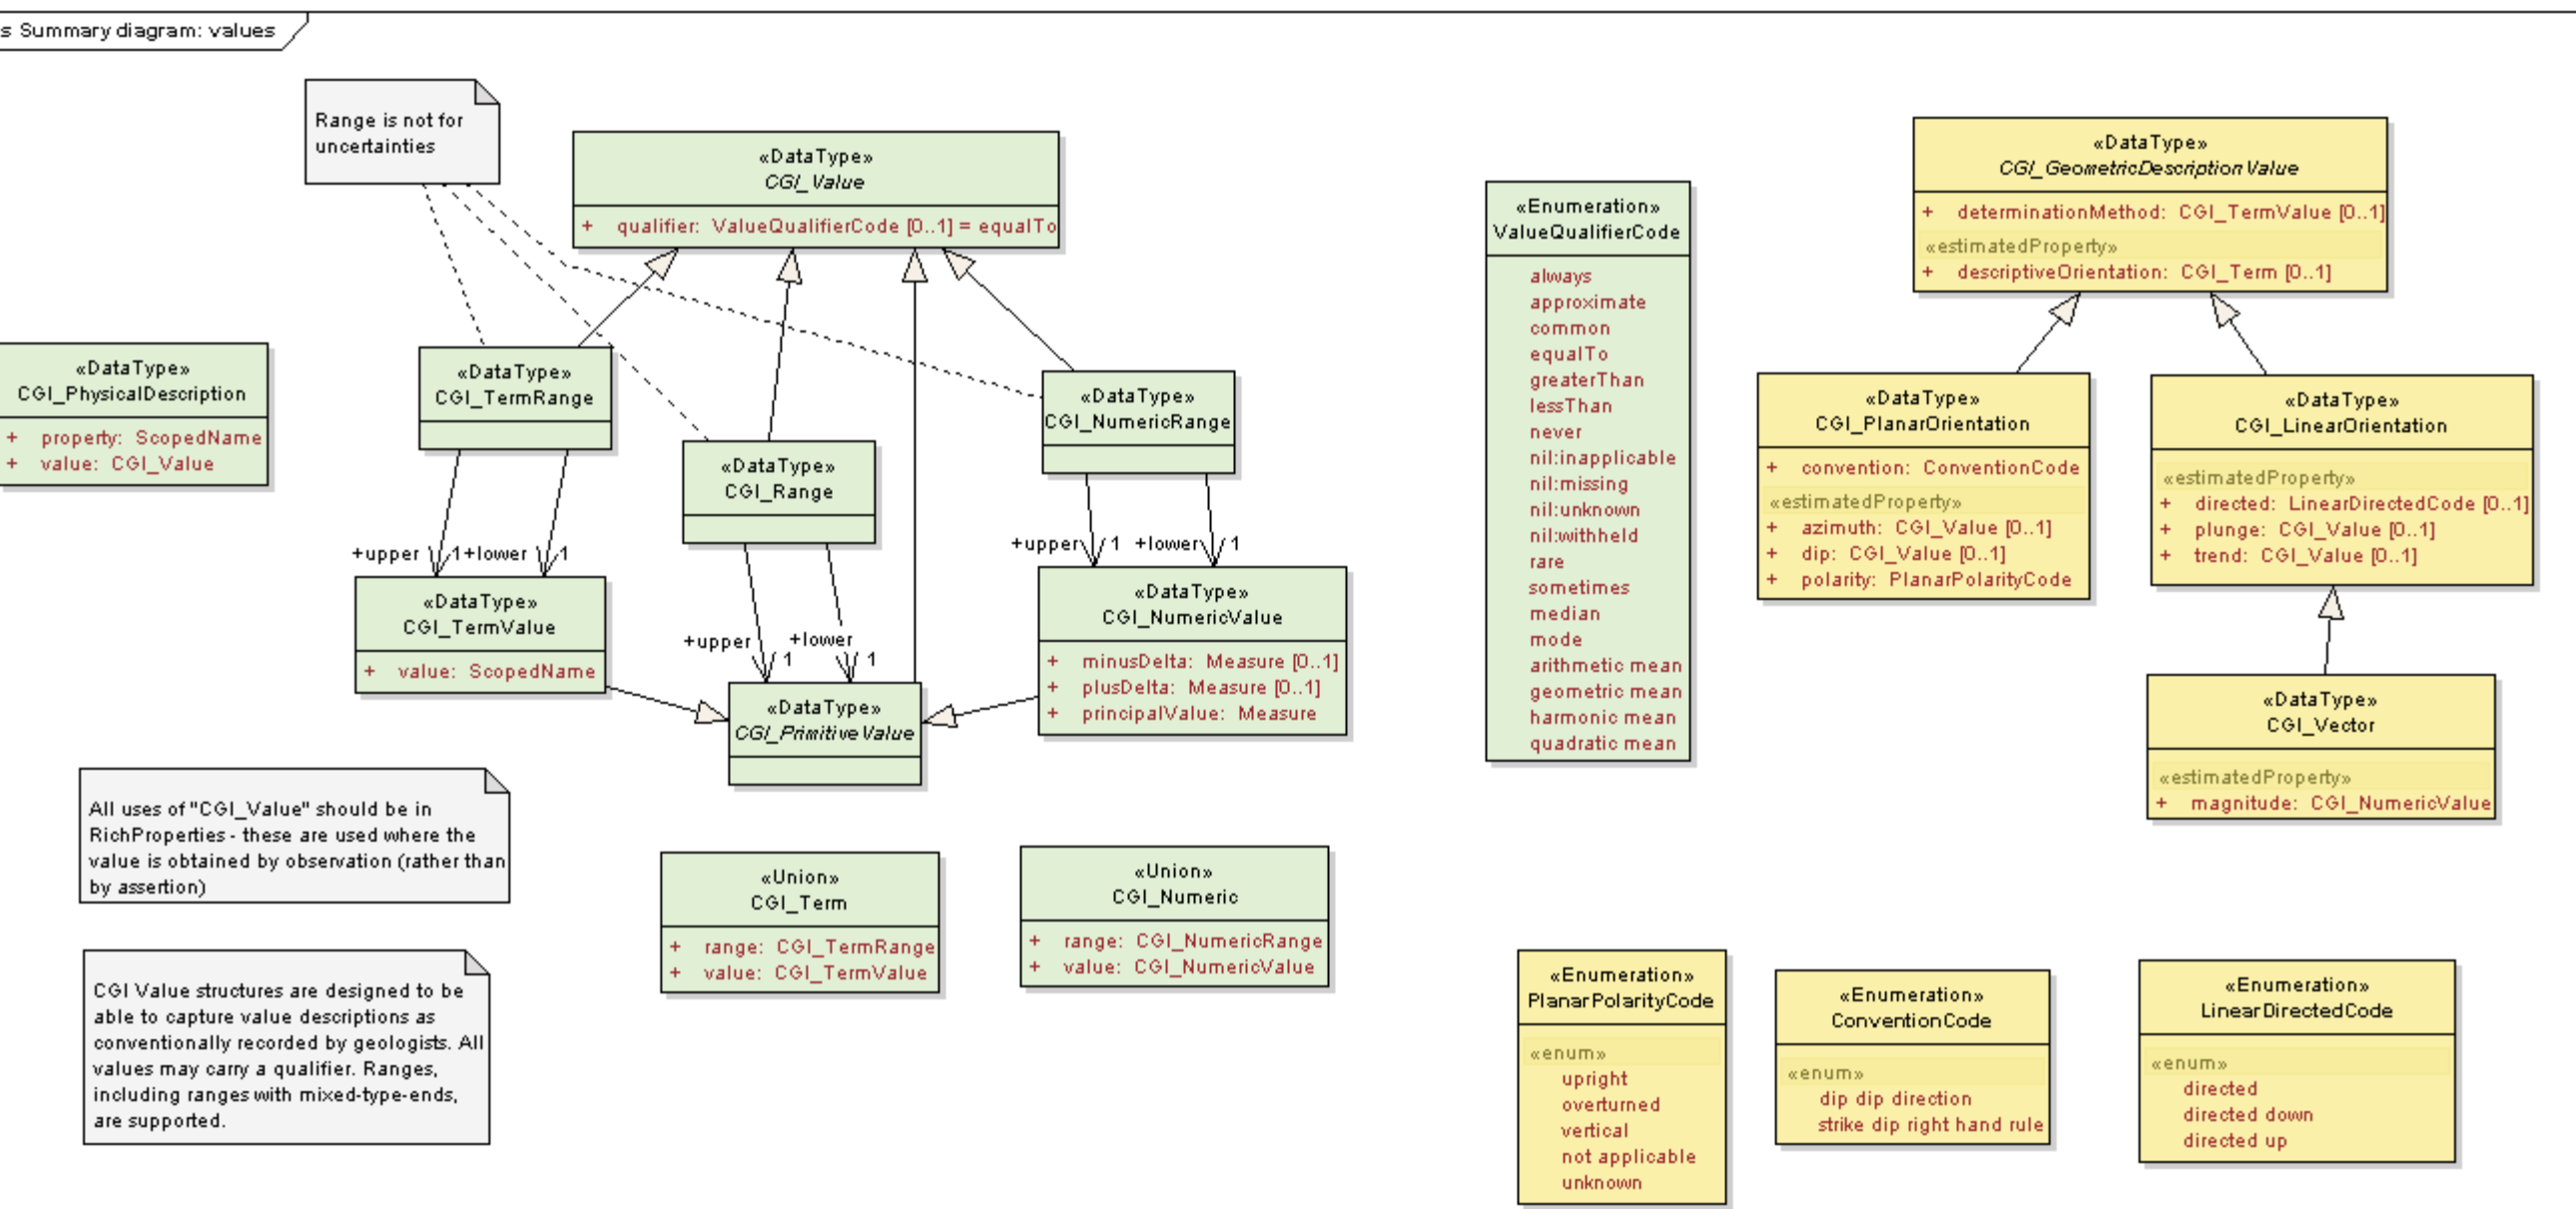 s Summary diagram: values
Range is not for
uncertainties
«DataType»
CGI_Value
+ qualifier: ValueQualifierCode [0..1] = equalTo
«DataType»
CGI_PhysicalDescription
+ property: ScopedName
+ value: CGI_Value
«DataType»
CGI_TermRange
«DataType»
CGI_Range
«DataType»
CGI_NumericRange
+upper 1 +lower 1
+upper 1 +lower 1
+upper 1 +lower 1
«DataType»
CGI_TermValue
+ value: ScopedName
«DataType»
CGI_PrimitiveValue
«DataType»
CGI_NumericValue
+ minusDelta: Measure [0..1]
+ plusDelta: Measure [0..1]
+ principalValue: Measure
All uses of "CGI_Value" should be in
RichProperties - these are used where the
value is obtained by observation (rather than
by assertion)
CGI Value structures are designed to be
able to capture value descriptions as
conventionally recorded by geologists. All
values may carry a qualifier. Ranges,
including ranges with mixed-type-ends,
are supported.
«Union»
CGI_Term
+ range: CGI_TermRange
+ value: CGI_TermValue
«Union»
CGI_Numeric
+ range: CGI_NumericRange
+ value: CGI_NumericValue
«Enumeration»
ValueQualifierCode
always
approximate
common
equalTo
greaterThan
lessThan
never
nil:inapplicable
nil:missing
nil:unknown
nil:withheld
rare
sometimes
median
mode
arithmetic mean
geometric mean
harmonic mean
quadratic mean
«DataType»
CGI_GeometricDescriptionValue
+ determinationMethod: CGI_TermValue [0..1]
«estimatedProperty»
+ descriptiveOrientation: CGI_Term [0..1]
«DataType»
CGI_PlanarOrientation
+ convention: ConventionCode
«estimatedProperty»
+ azimuth: CGI_Value [0..1]
+ dip: CGI_Value [0..1]
+ polarity: PlanarPolarityCode
«DataType»
CGI_LinearOrientation
«estimatedProperty»
+ directed: LinearDirectedCode [0..1]
+ plunge: CGI_Value [0..1]
+ trend: CGI_Value [0..1]
«DataType»
CGI_Vector
«estimatedProperty»
+ magnitude: CGI_NumericValue
«Enumeration»
PlanarPolarityCode
«enum»
upright
overturned
vertical
not applicable
unknown
«Enumeration»
ConventionCode
«enum»
dip dip direction
strike dip right hand rule
«Enumeration»
LinearDirectedCode
«enum»
directed
directed down
directed up